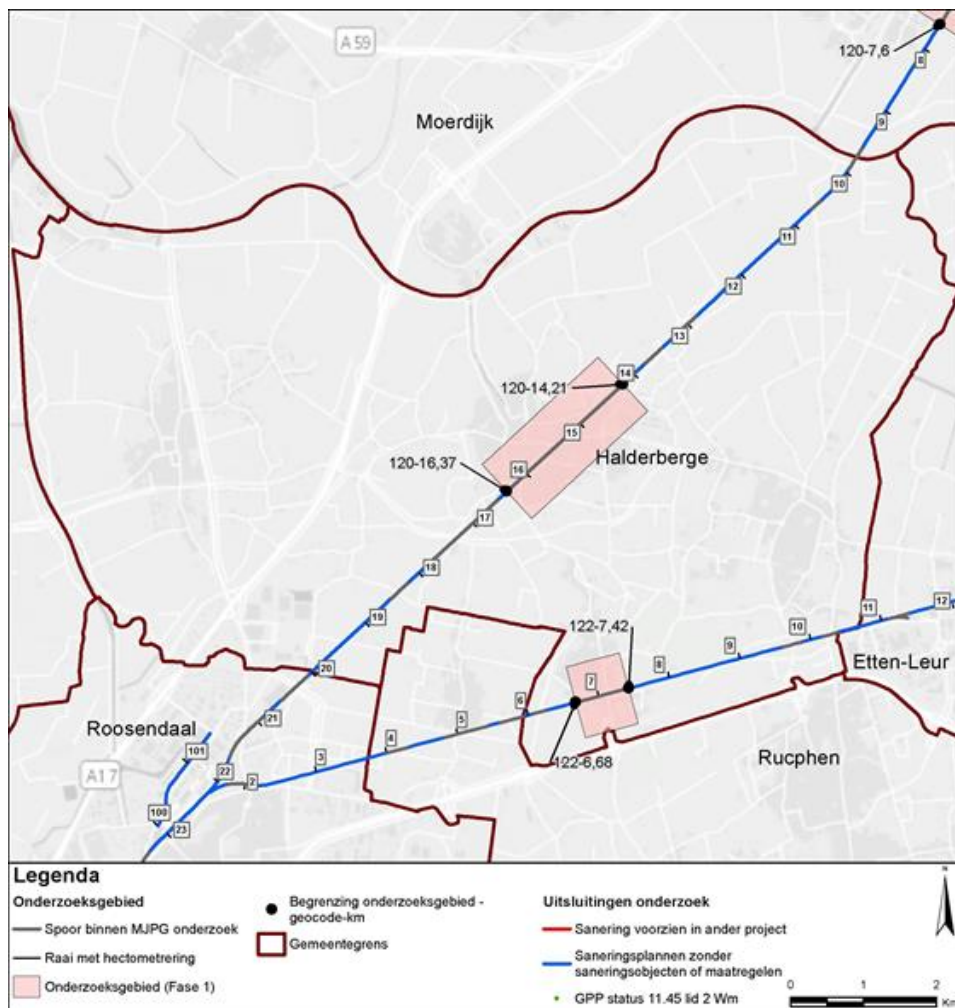 A 59
120-7,6
8
Moerdijk
9
10
11
12
13
14
120-14,21
15
Halderberge
16
120-16,37
17
18
19
122-7,42
11
12
10
9
Etten-Leur
8
20
7
6
Roosendaal
21
5
4
101
3
Rucphen
122-6,68
A17
22
2
100
23
Legenda
Onderzoeksgebied
Spoor binnen MJPG onderzoek
Raai met hectometrering
Onderzoeksgebied (Fase 1)
Begrenzing onderzoeksgebied -
geocode-km
Gemeentegrens
Uitsluitingen onderzoek
Sanering voorzien in ander project
Saneringsplannen zonder
saneringsobjecten of maatregelen
GPP status 11.45 lid 2 Wm
N
0 1 2
Km